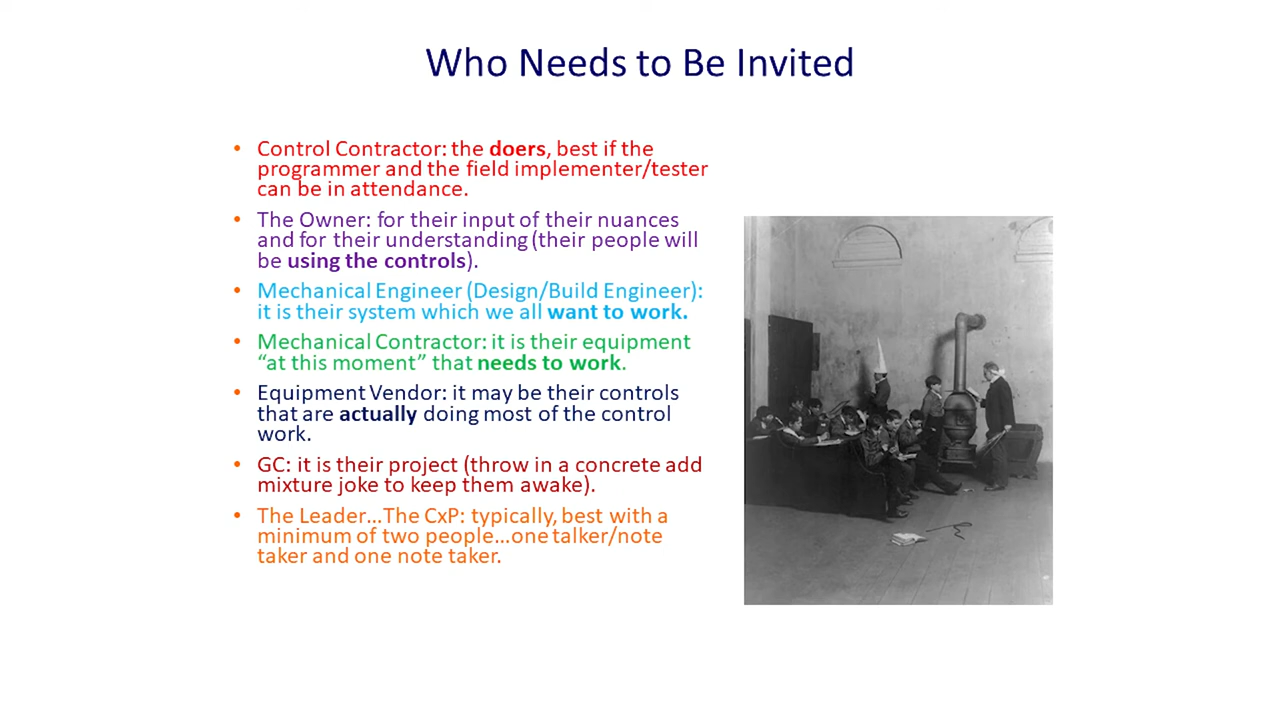 Who Needs to Be Invited
• Control Contractor: the doers, best if the
programmer and the field implementer/tester
can be in attendance.
• The Owner: for their input of their nuances
and for their understanding (their people will
be using the controls).
• Mechanical Engineer (Design/Build Engineer):
it is their system which we all want to work.
• Mechanical Contractor: it is their equipment
“at this moment” that needs to work.
• Equipment Vendor: it may be their controls
that are actually doing most of the control
work.
• GC: it is their project (throw in a concrete add
mixture joke to keep them awake).
• The Leader…The CxP: typically, best with a
minimum of two people…one talker/note
taker and one note taker.